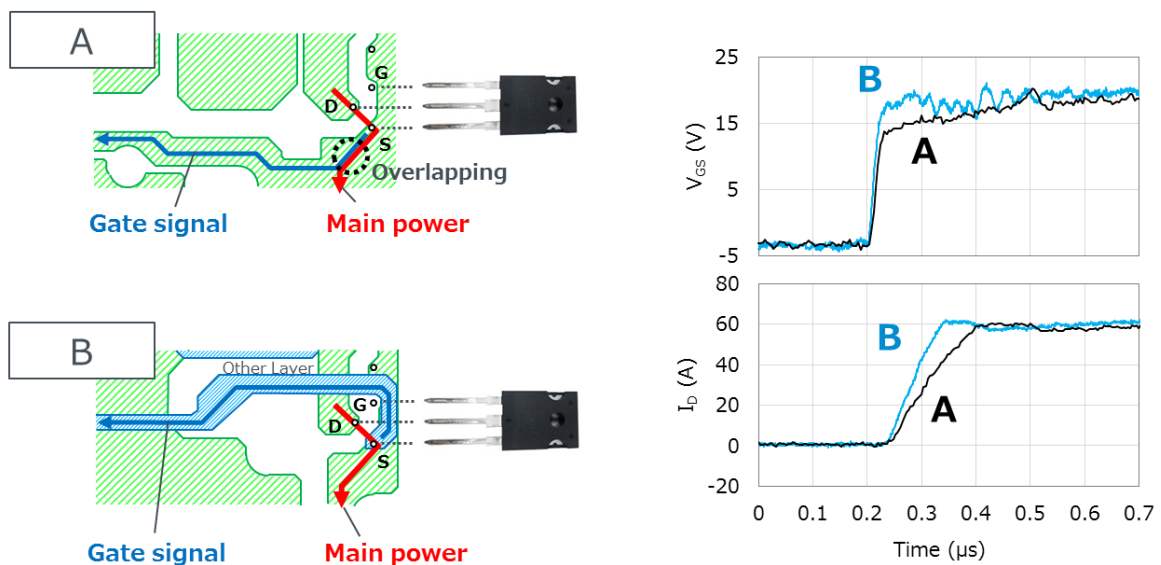 A
G
D
S
Overlapping
Gate signal
Main power
B
Other Layer
G
D
S
Gate signal
Main power
25
15
5
-5
VGS (V)
B
A
80
60
40
20
0
-20
ID (A)
B
A
0 0.1 0.2 0.3 0.4 0.5 0.6 0.7
Time (μs)